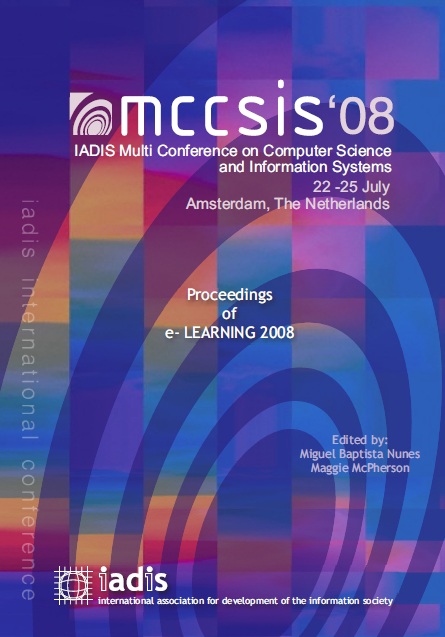 mccsis‘08
IADIS Multi Conference on Computer Science
and Information Systems
22 -25 July
Amsterdam, The Netherlands
Proceedings
of
e- LEARNING 2008
Edited by:
Miguel Baptista Nunes
Maggie McPherson
iadis international conference
iadis
international association for development of the information society